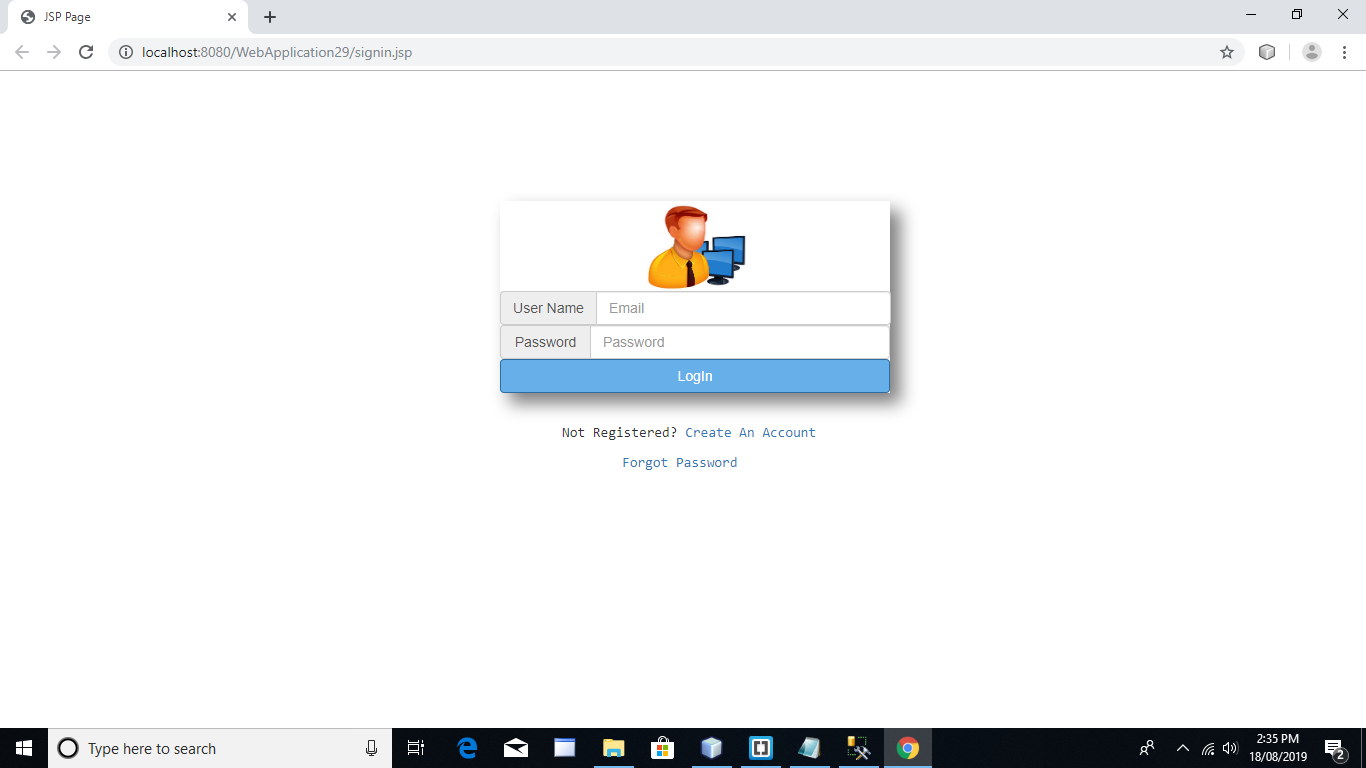 JSP Page
localhost:8080/WebApplication29/signin.jsp
User Name Email
Password Password
LogIn
Not Registered? Create An Account
Forgot Password
Type here to search
2:35 PM
18/08/2019
2